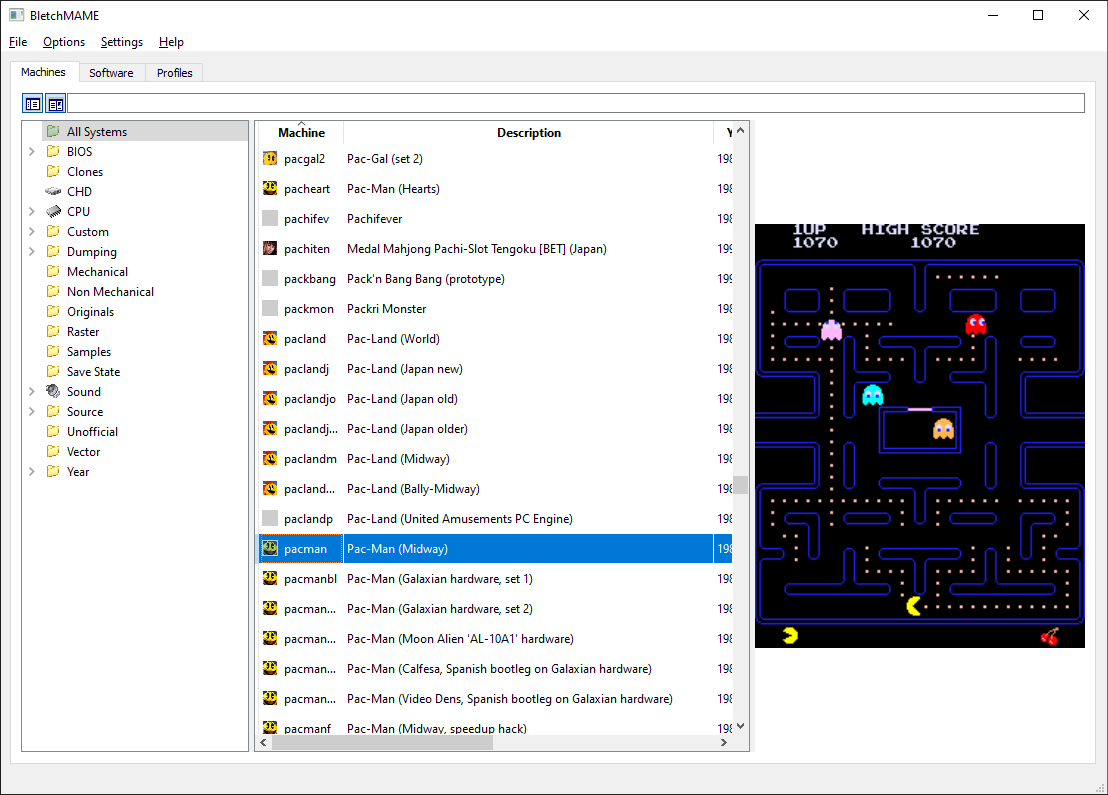 BletchMAME
File Options Settings Help
Machines Software Profiles
All Systems
BIOS
Clones
CHD
CPU
Custom
Dumping
Mechanical
Non Mechanical
Originals
Raster
Samples
Save State
Sound
Source
Unofficial
Vector
Year
Machine Description Y
pacgal2 Pac-Gal (set 2) 198
pacheart Pac-Man (Hearts) 198
pachifev Pachifever 198
pachiten Medal Mahjong Pachi-Slot Tengoku [BET] (Japan) 199
packbang Pack'n Bang Bang (prototype) 198
packmon Packri Monster 198
pacland Pac-Land (World) 198
paclandj Pac-Land (Japan new) 198
paclandjo Pac-Land (Japan old) 198
paclandj... Pac-Land (Japan older) 198
paclandm Pac-Land (Midway) 198
pacland... Pac-Land (Bally-Midway) 198
paclandp Pac-Land (United Amusements PC Engine) 198
pacman Pac-Man (Midway) 198
pacmanbl Pac-Man (Galaxian hardware, set 1) 198
pacman... Pac-Man (Galaxian hardware, set 2) 198
pacman... Pac-Man (Moon Alien 'AL-10A1' hardware) 198
pacman... Pac-Man (Calfesa, Spanish bootleg on Galaxian hardware) 198
pacman... Pac-Man (Video Dens, Spanish bootleg on Galaxian hardware) 198
pacmanf Pac-Man (Midway, speedup hack) 198
1UP HIGH SCORE
1070 1070